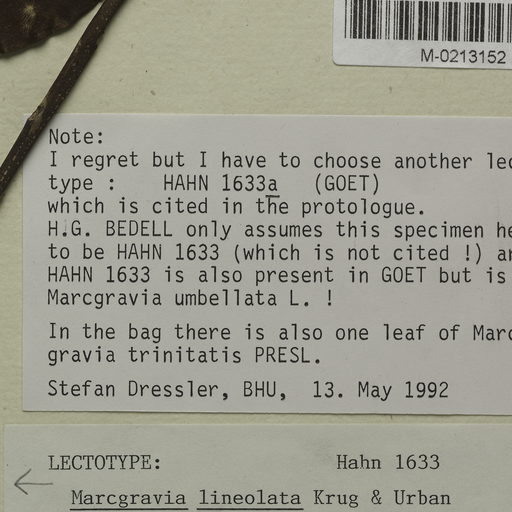 M-0213152
Note:
I regret but I have to choose another lec
type : HAHN 1633a (GOET)
which is cited in the protologue.
H.G. BEDELL only assumes this specimen he
to be HAHN 1633 (which is not cited !) an
HAHN 1633 is also present in GOET but is
Marcgravia umbellata L. !
In the bag there is also one leaf of Marc
gravia trinitatis PRESL.
Stefan Dressler, BHU, 13. May 1992
LECTOTYPE: Hahn 1633
Marcgravia lineolata Krug & Urban